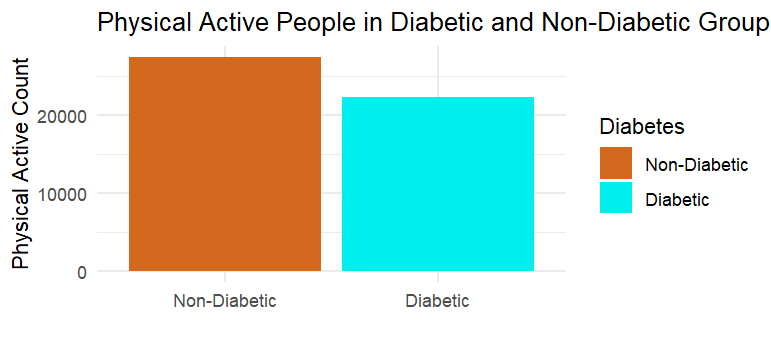 Physical Active People in Diabetic and Non-Diabetic Group
Physical Active Count
20000
10000
0
Non-Diabetic
Diabetic
Diabetes
Non-Diabetic
Diabetic